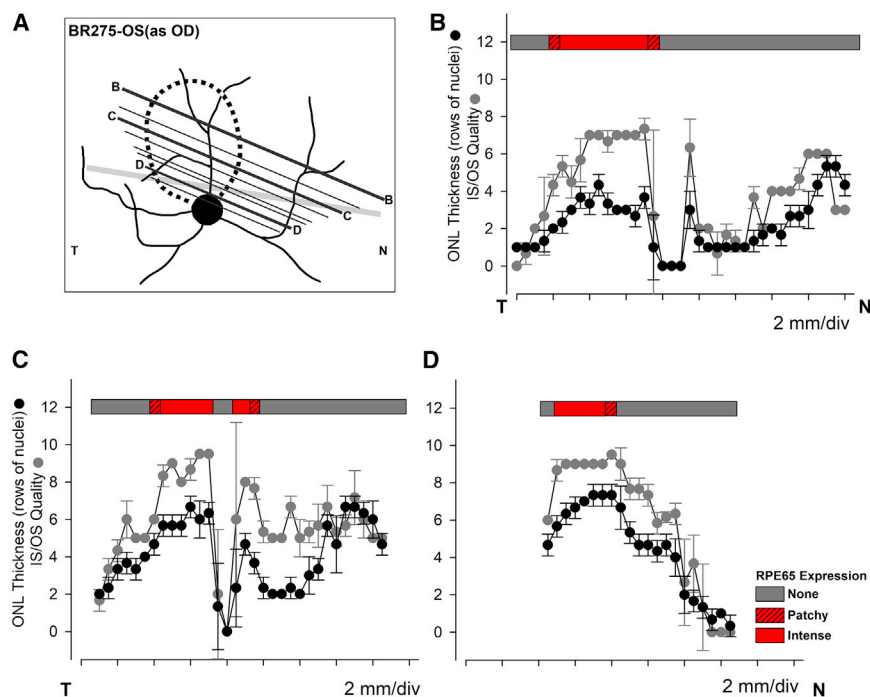 A
BR275-OS(as OD)
B
C
D
B
C
D
T
N
B
ONL Thickness (rows of nuclei)
IS/OS Quality
12
10
8
6
4
2
0
T
N
2 mm/div
C
ONL Thickness (rows of nuclei)
IS/OS Quality
12
10
8
6
4
2
0
T
2 mm/div
D
12
10
8
6
4
2
0
N
2 mm/div
RPE65 Expression
None
Patchy
Intense